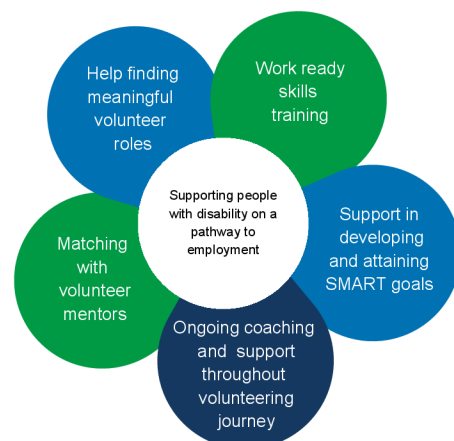 Help finding
meaningful
volunteer
roles
Work ready
skills
training
Supporting people
with disability on a
pathway to
employment
Support in
developing
and attaining
SMART goals
Matching
with
volunteer
mentors
Ongoing coaching
and support
throughout
volunteering
journey